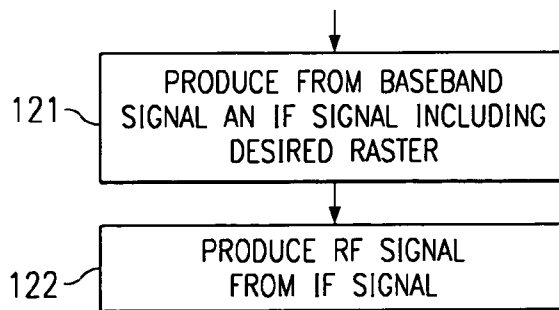 121
PRODUCE FROM BASEBAND
SIGNAL AN IF SIGNAL INCLUDING
DESIRED RASTER
122
PRODUCE RF SIGNAL
FROM IF SIGNAL